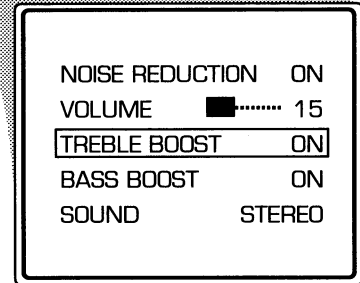 NOISE REDUCTION ON
VOLUME 15
TREBLE BOOST ON
BASS BOOST ON
SOUND STEREO